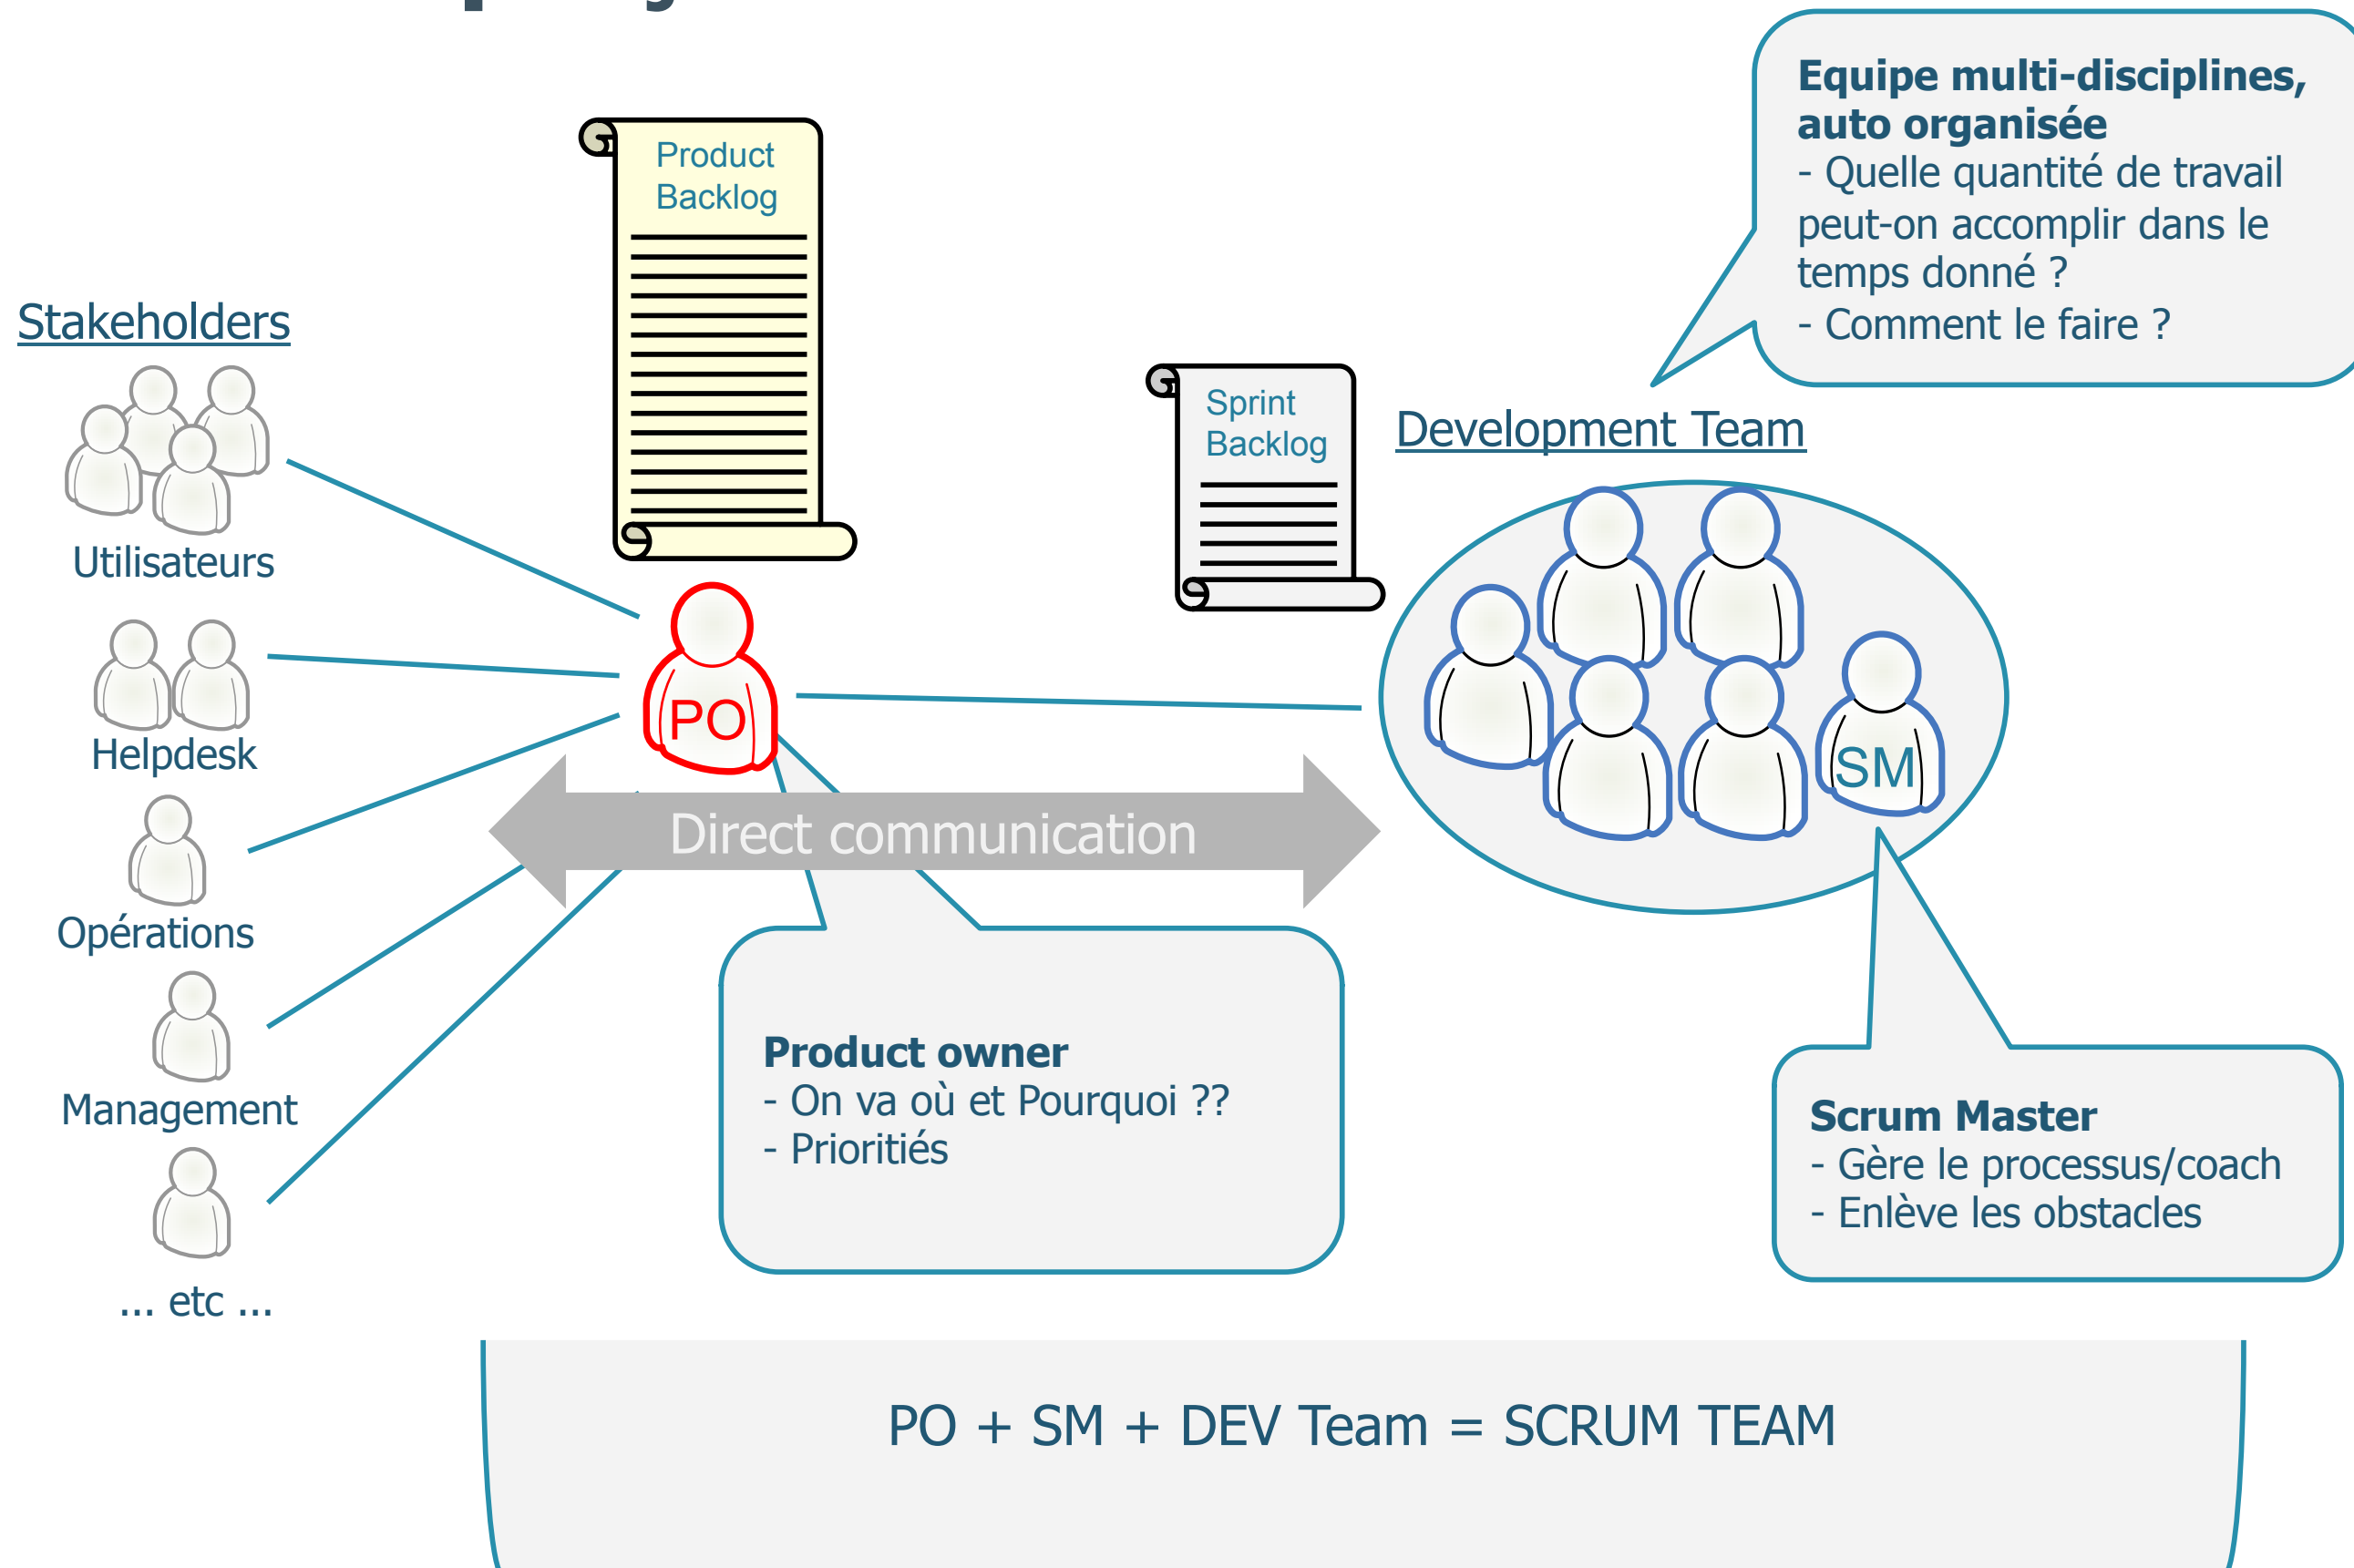 Equipe multi-disciplines,
auto organisée
- Quelle quantité de travail
peut-on accomplir dans le
temps donné ?
- Comment le faire ?
Product
Backlog
Stakeholders
Sprint
Backlog
Development Team
Utilisateurs
PO
Helpdesk
SM
Direct communication
Opérations
Product owner
- On va où et Pourquoi ??
- Prioritiés
Management
Scrum Master
- Gère le processus/coach
- Enlève les obstacles
... etc ...
PO + SM + DEV Team = SCRUM TEAM